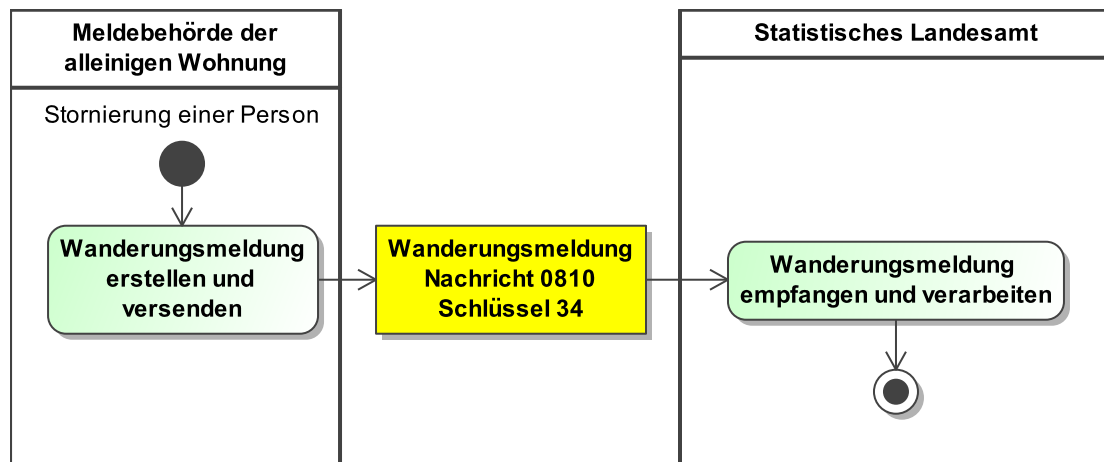 Meldebehörde der
alleinigen Wohnung
Statistisches Landesamt
Stornierung einer Person
Wanderungsmeldung
erstellen und
versenden
Wanderungsmeldung
Nachricht 0810
Schlüssel 34
Wanderungsmeldung
empfangen und verarbeiten